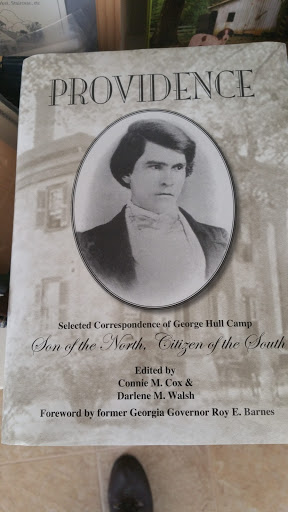 PROVIDENCE
Selected Correspondence of George Hull Camp
Son of the North, Citizen of the South
Edited by
Connie M. Cox &
Darlene M. Walsh
Foreword by former Georgia Governor Roy E. Barnes